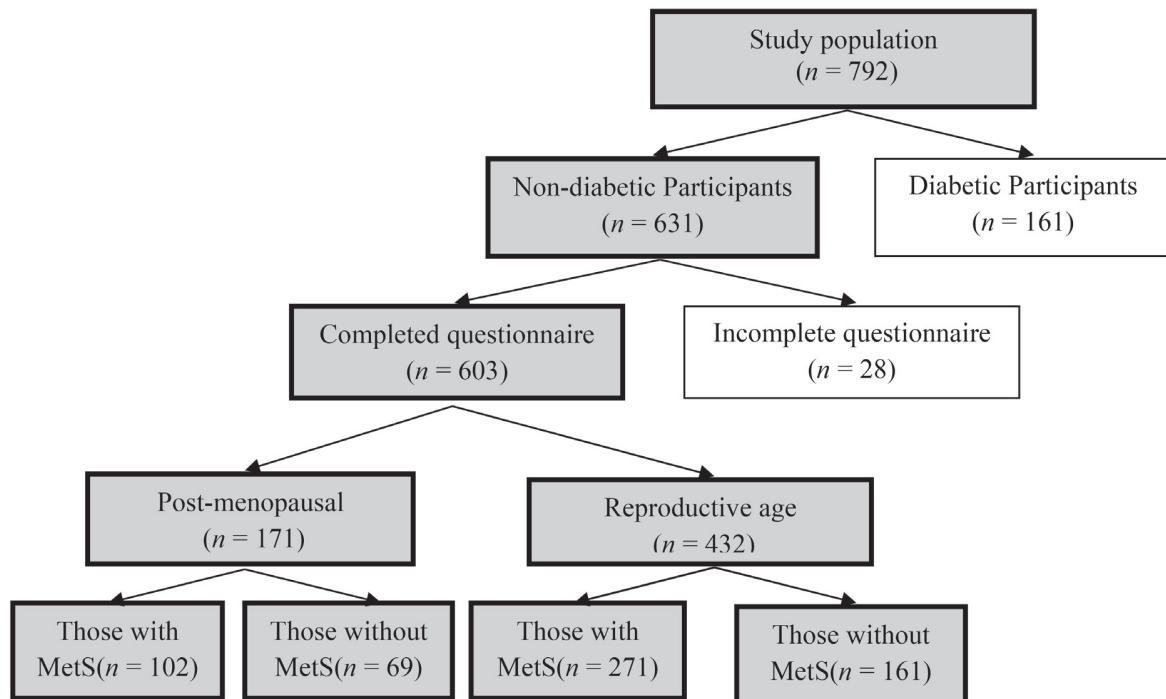 Study population
(n = 792)
Non-diabetic Participants
(n = 631)
Diabetic Participants
(n = 161)
Completed questionnaire
(n = 603)
Incomplete questionnaire
(n = 28)
Post-menopausal
(n = 171)
Reproductive age
(n = 432)
Those with
MetS(n = 102)
Those without
MetS(n = 69)
Those with
MetS(n = 271)
Those without
MetS(n = 161)